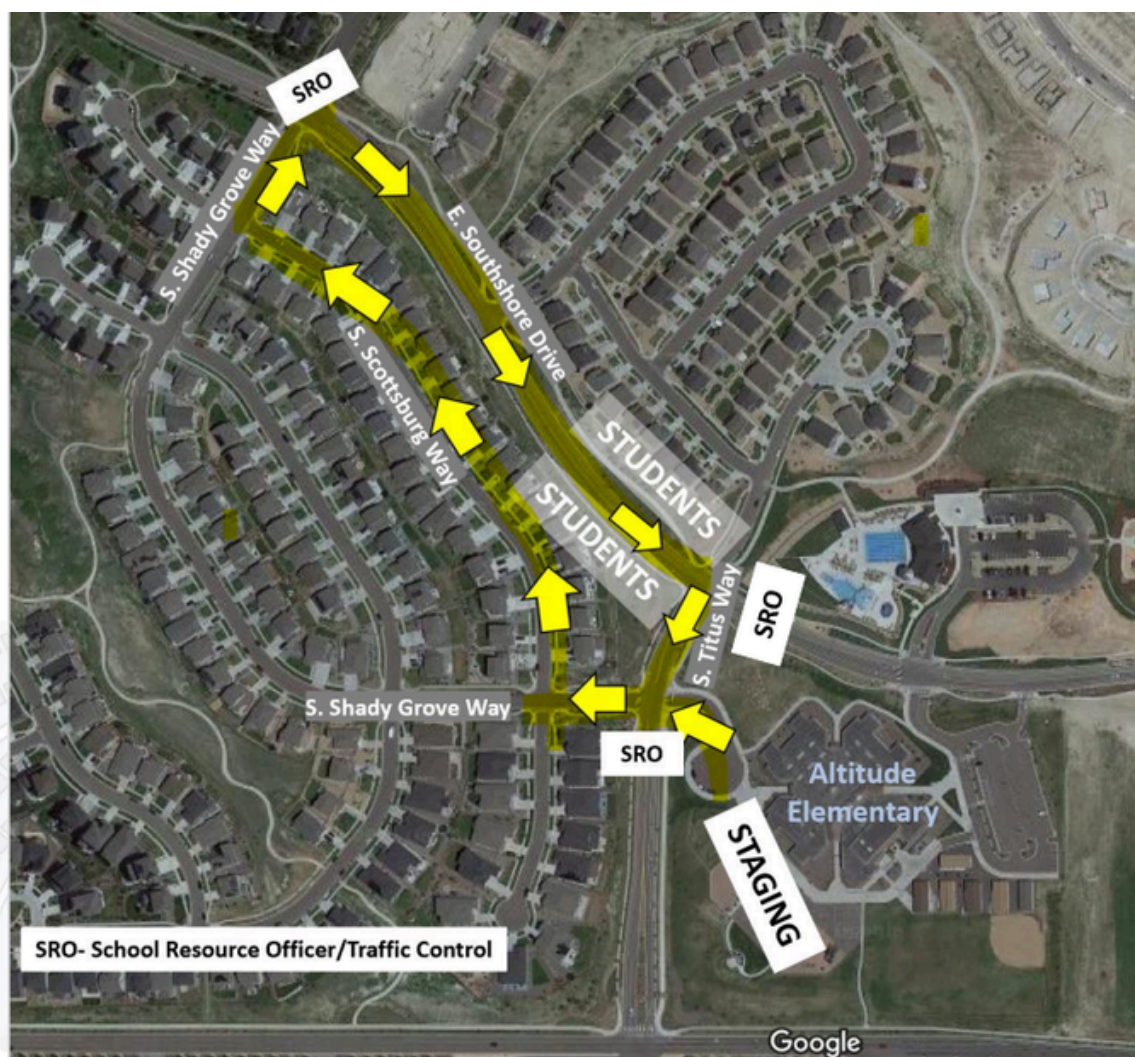 SRO
S. Shady Grove Way
E. Southshore Drive
S. Scottsburg Way
STUDENTS
STUDENTS
S. Titus Way
SRO
S. Shady Grove Way
SRO
Altitude
Elementary
STAGING
SRO- School Resource Officer/Traffic Control
Google